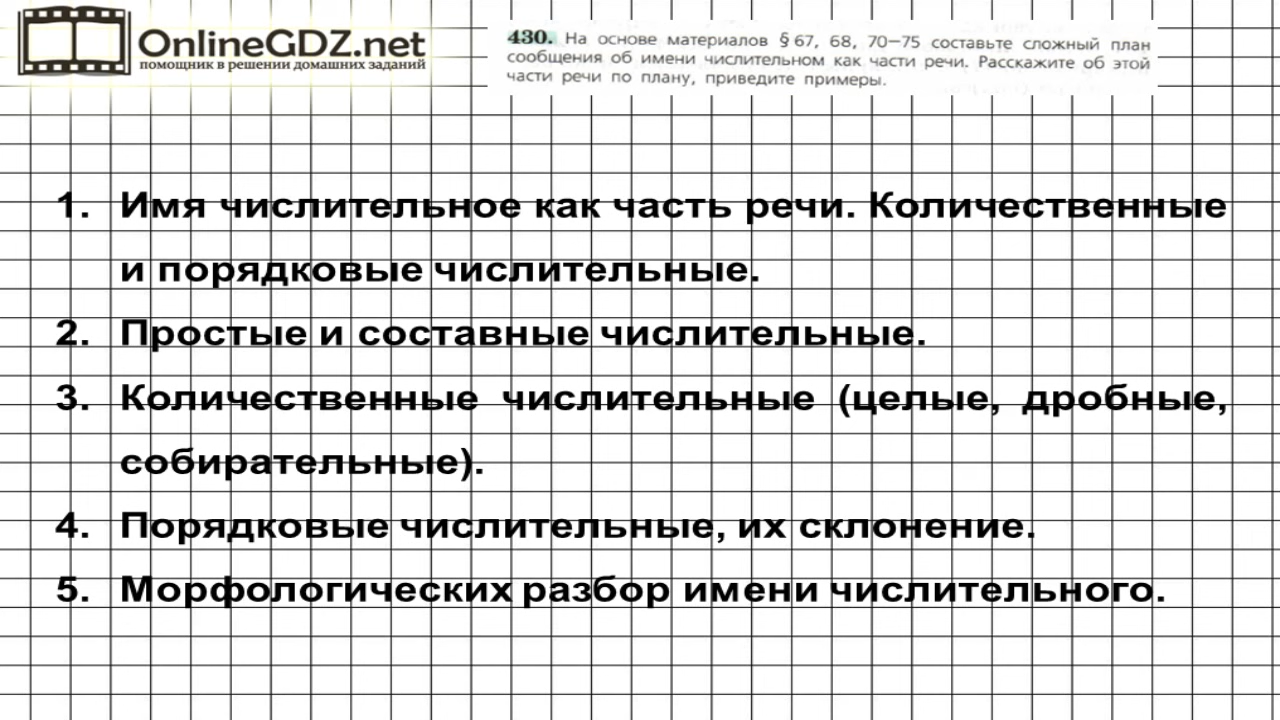 OnlineGDZ.net
помощник в решении домашних заданий
430. На основе материалов § 67, 68, 70—75 составьте сложный план
сообщения об имени числительном как части речи. Расскажите об этой
части речи по плану, приведите примеры.
1. Имя числительное как часть речи. Количественные
и порядковые числительные.
2. Простые и составные числительные.
3. Количественные числительные (целые, дробные,
собирательные).
4. Порядковые числительные, их склонение.
5. Морфологических разбор имени числительного.